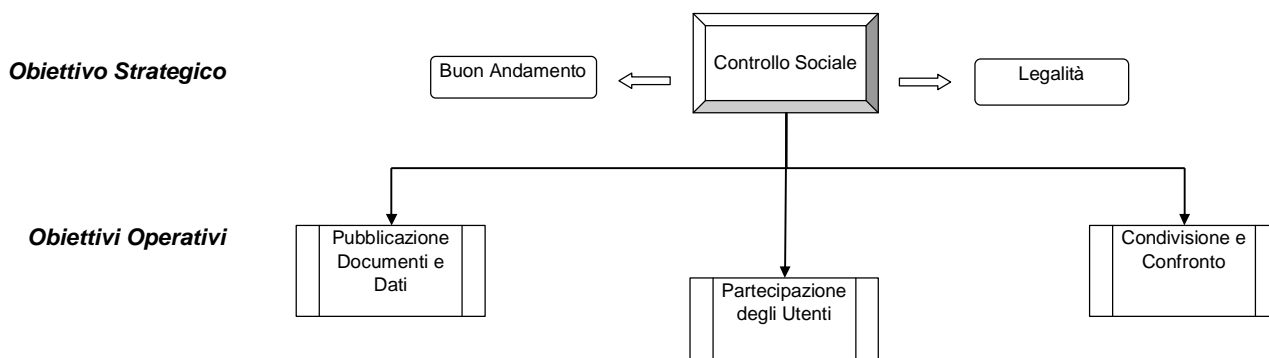 Obiettivo Strategico
Buon Andamento
Controllo Sociale
Legalità
Obiettivi Operativi
Pubblicazione
Documenti e
Dati
Partecipazione
degli Utenti
Condivisione e
Confronto